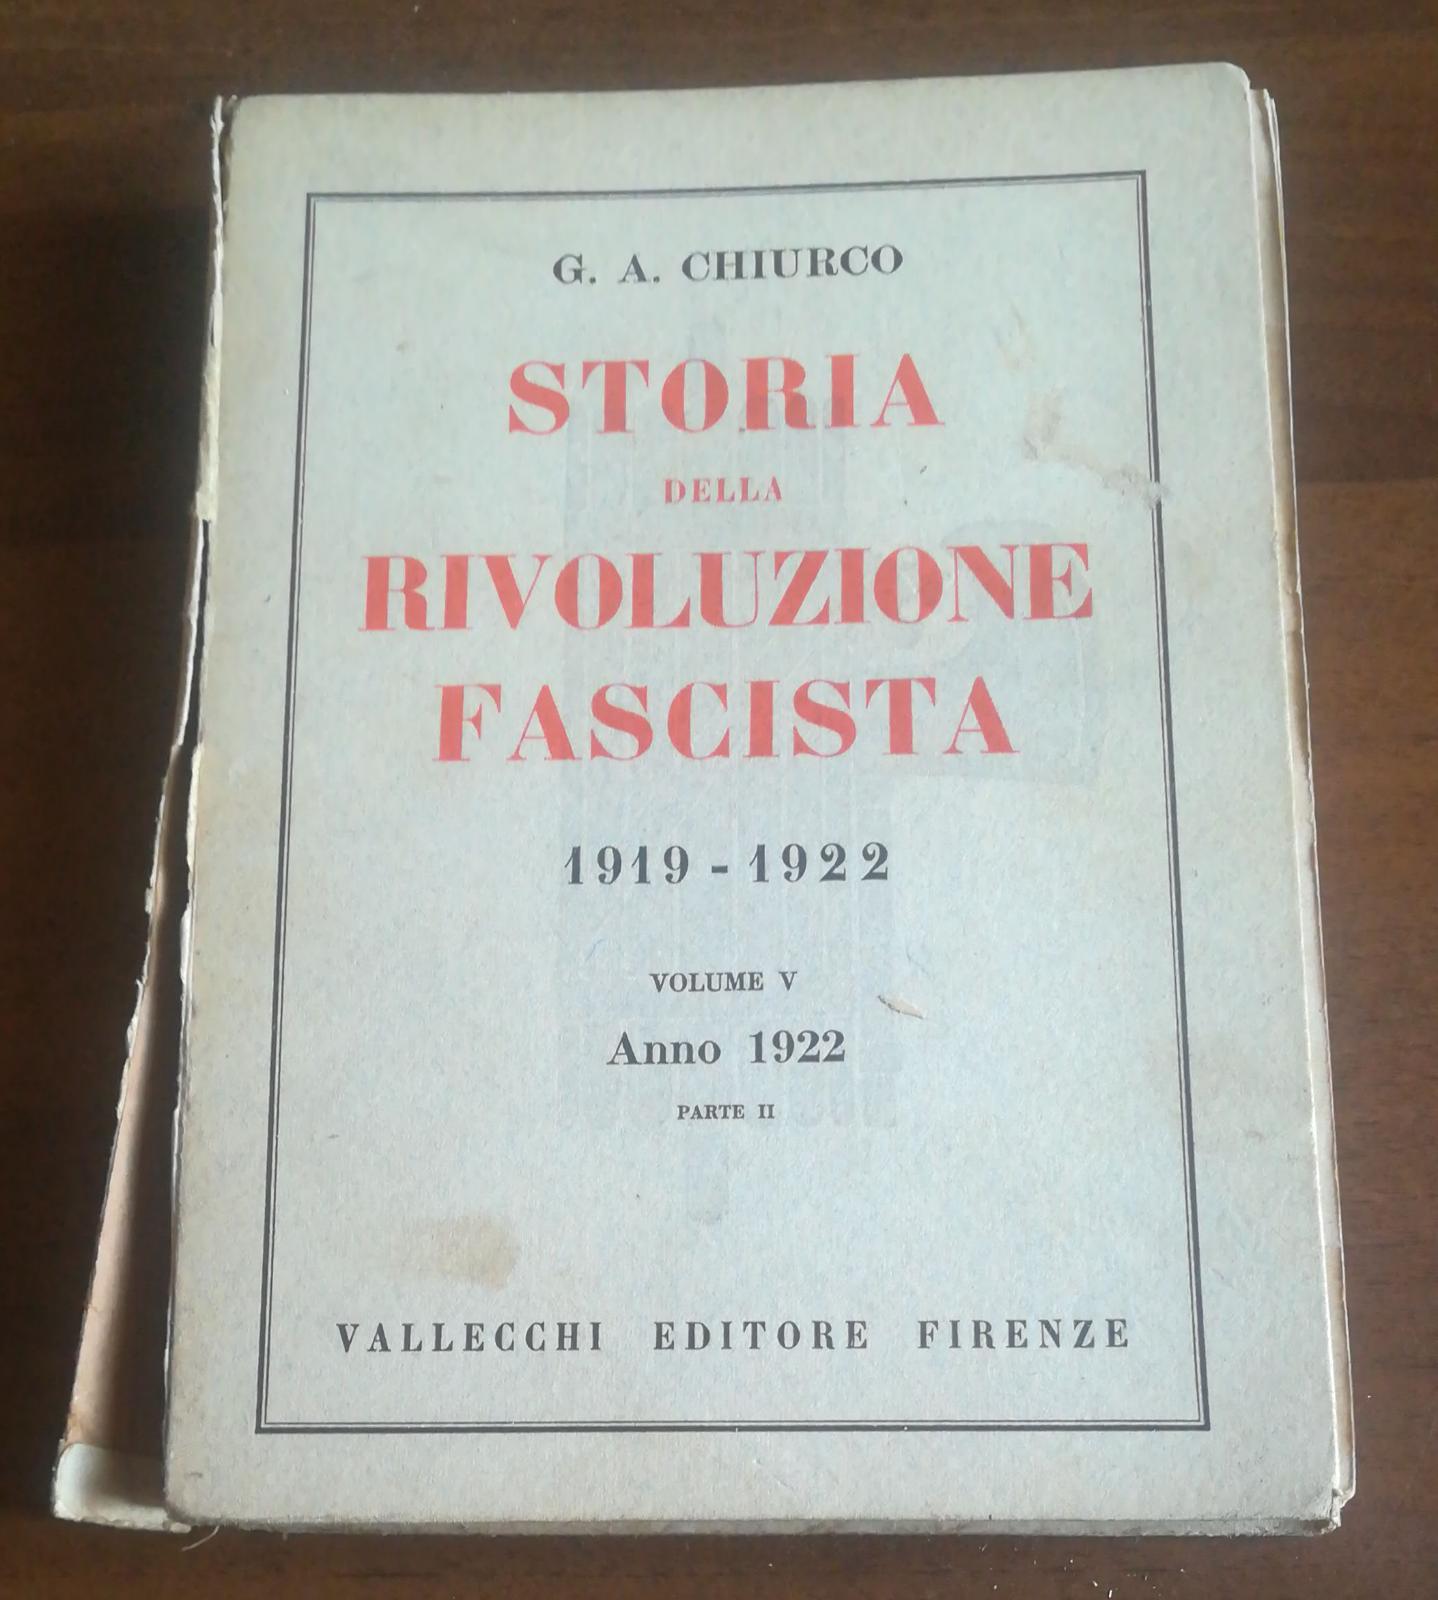 G. A. CHIURCO
STORIA
DELLA
RIVOLUZIONE
FASCISTA
1919 - 1922
VOLUME V
Anno 1922
PARTE II
VALLECCHI EDITORE FIRENZE